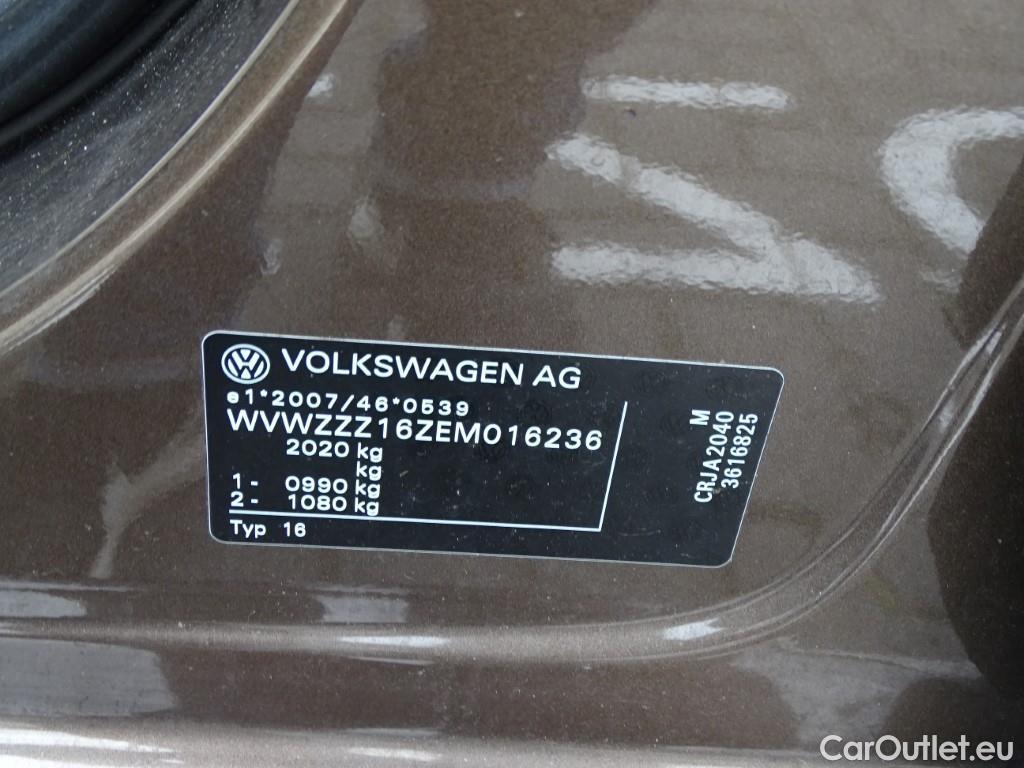 VOLKSWAGEN AG
e1*2007/46*0539
WVWZZZ16ZEM016236
2020 kg
kg
1 - 0990 kg
2 - 1080 kg
Typ 16
M
CRJA2040
3616825
CarOutlet.eu